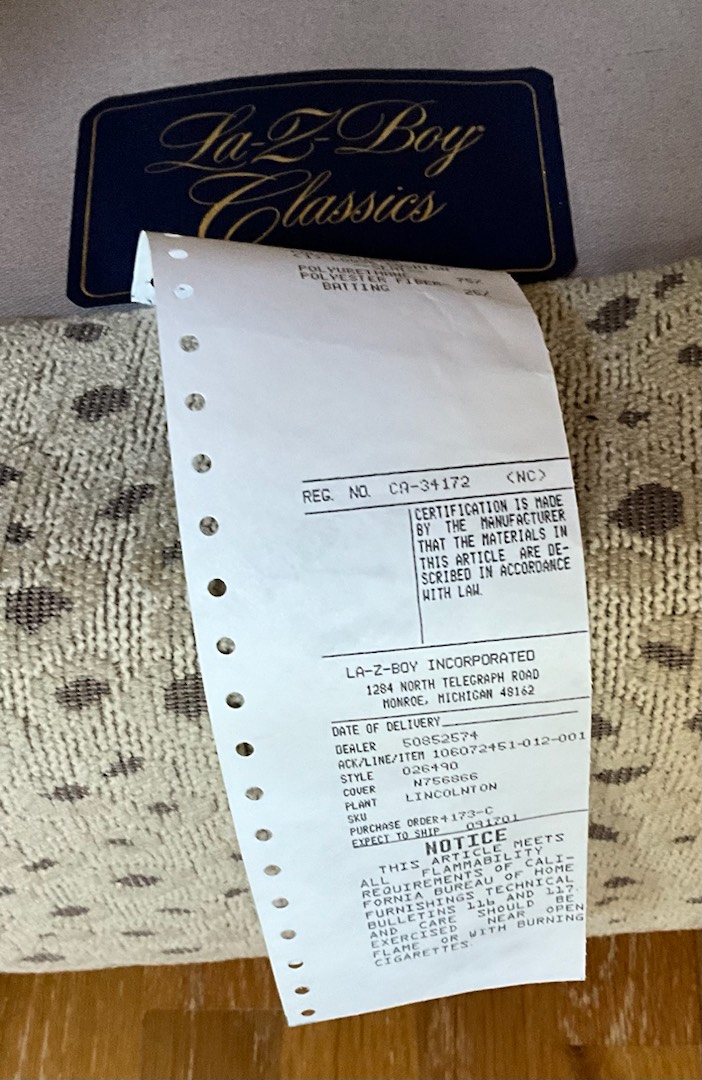 La-Z-Boy
Classics
POLYURETHANE 75%
POLYESTER FIBER 25%
BATTING
REG. NO. CA-34172 <NC>
CERTIFICATION IS MADE
BY THE MANUFACTURER
THAT THE MATERIALS IN
THIS ARTICLE ARE DE-
SCRIBED IN ACCORDANCE
WITH LAW.
LA-Z-BOY INCORPORATED
1284 NORTH TELEGRAPH ROAD
MONROE, MICHIGAN 48162
DATE OF DELIVERY
DEALER 50852574
ACK/LINE/ITEM 106072451-012-001
STYLE 026490
COVER N756866
PLANT LINCOLNTON
SKU
PURCHASE ORDER 4173-C
EXPECT TO SHIP 091701
NOTICE
THIS ARTICLE MEETS
ALL FLAMMABILITY
REQUIREMENTS OF CALI-
FORNIA BUREAU OF HOME
FURNISHINGS TECHNICAL
BULLETINS 116 AND 117.
AND CARE SHOULD BE
EXERCISED NEAR OPEN
FLAME OR WITH BURNING
CIGARETTES.